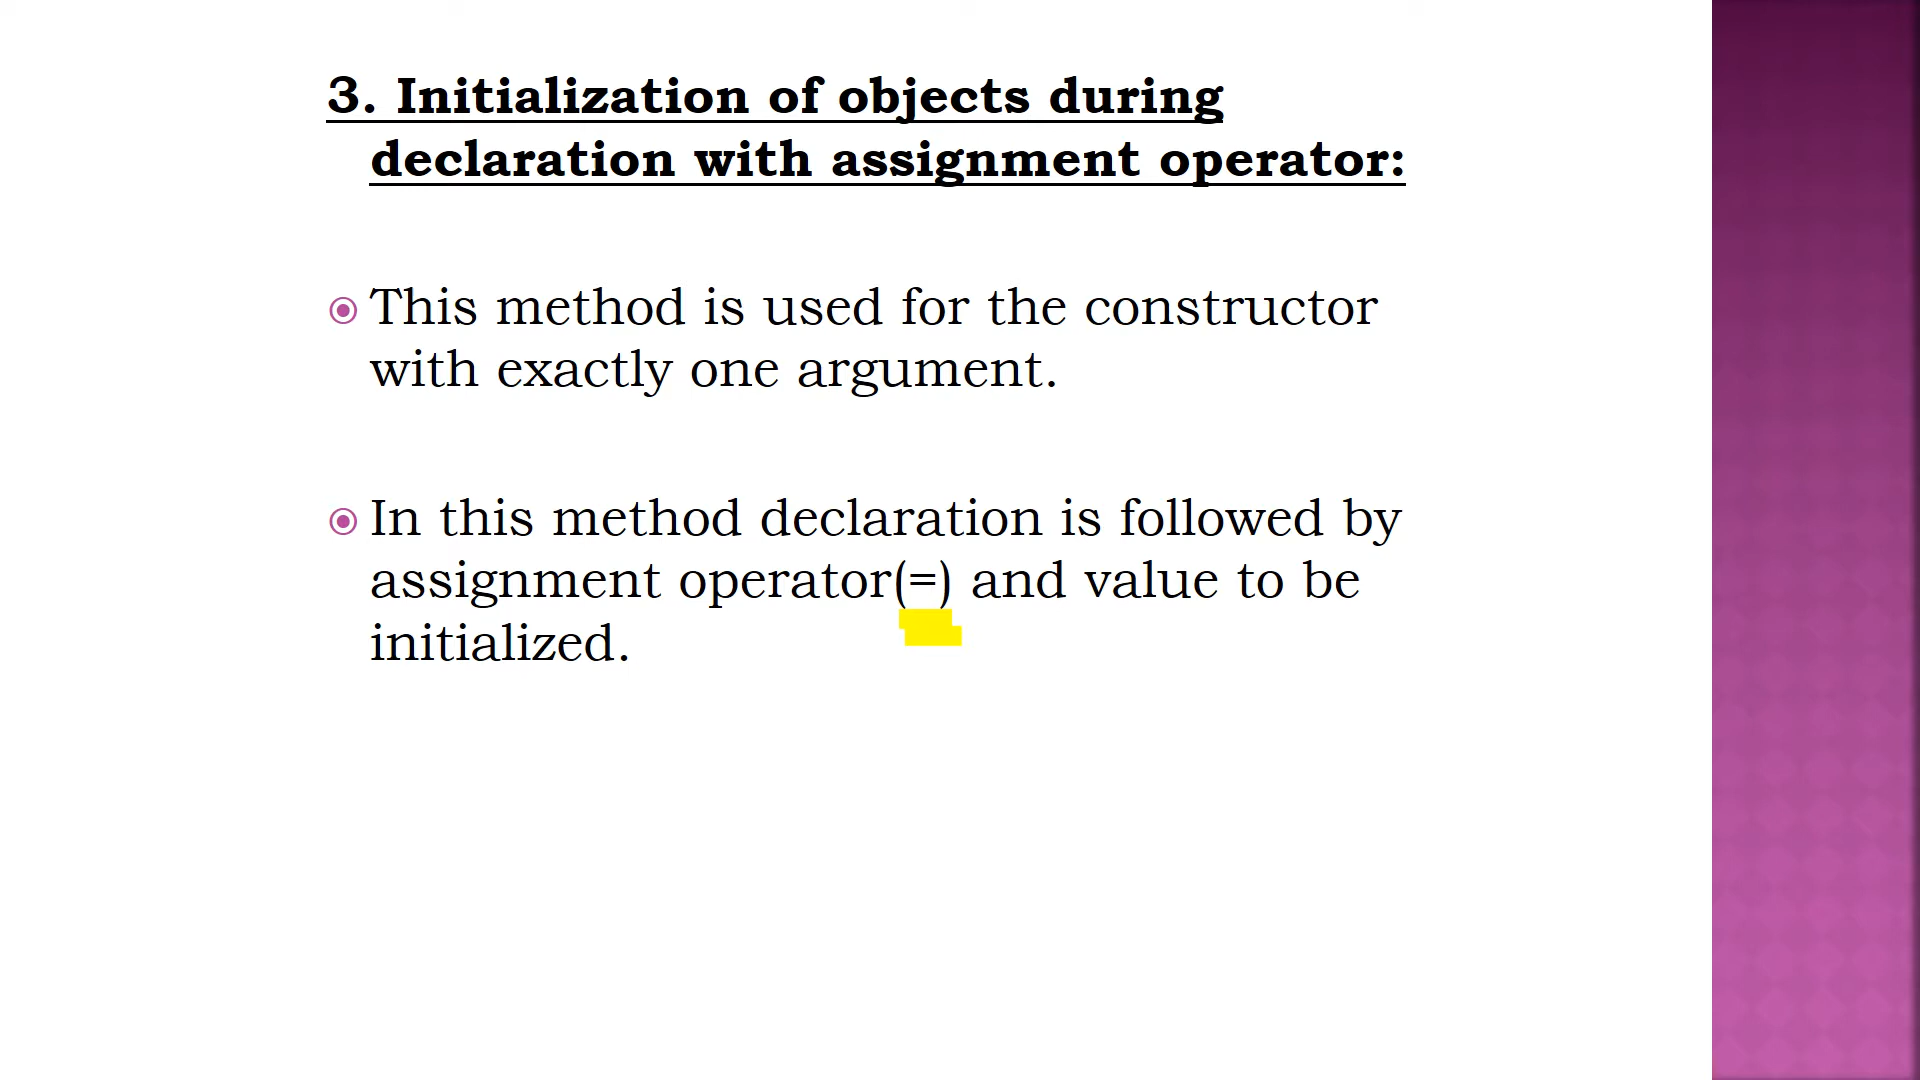 3. Initialization of objects during
declaration with assignment operator:
This method is used for the constructor
with exactly one argument.
In this method declaration is followed by
assignment operator(=) and value to be
initialized.